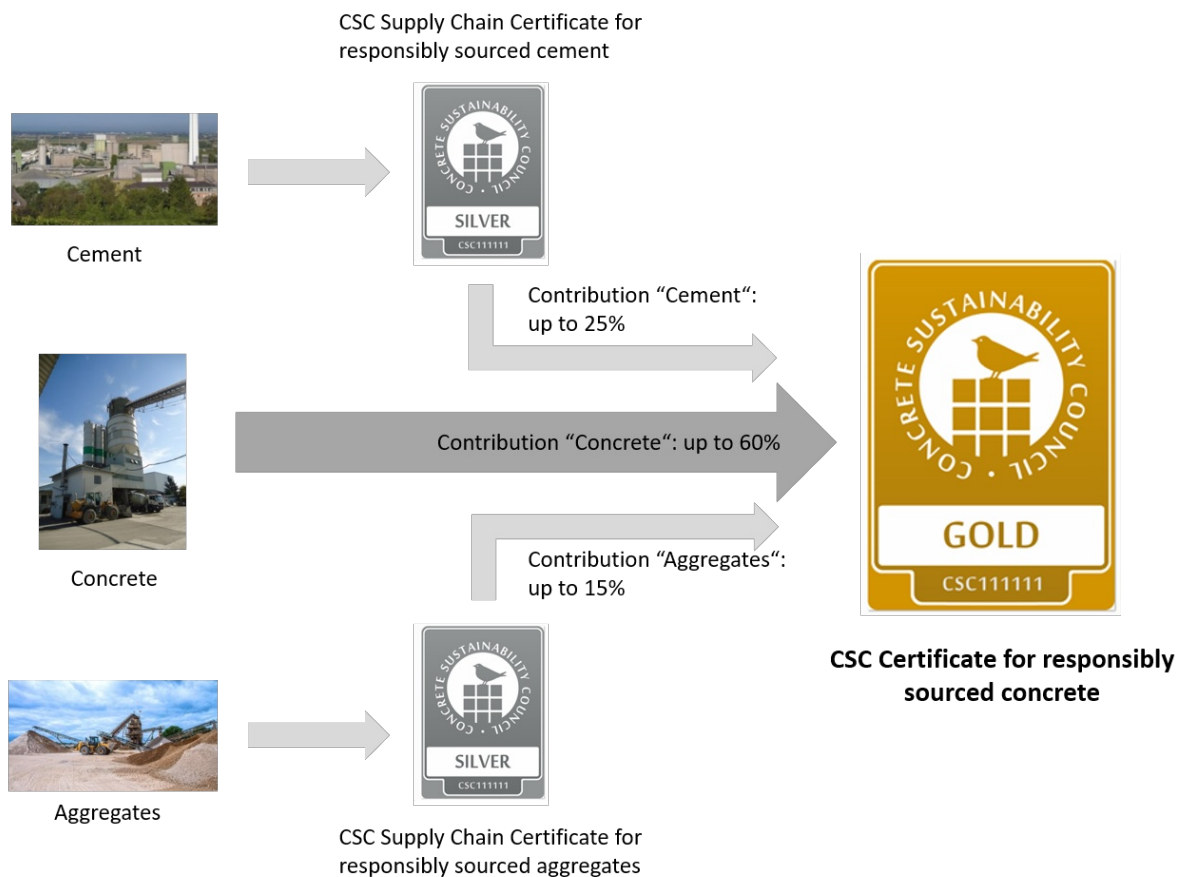 CSC Supply Chain Certificate for
responsibly sourced cement
CONCRETE SUSTAINABILITY COUNCIL ·
SILVER
CSC111111
Cement
Contribution “Cement“:
up to 25%
Contribution “Concrete“: up to 60%
CONCRETE SUSTAINABILITY COUNCIL ·
GOLD
CSC111111
Concrete
Contribution “Aggregates“:
up to 15%
CONCRETE SUSTAINABILITY COUNCIL ·
SILVER
CSC111111
CSC Certificate for responsibly
sourced concrete
Aggregates
CSC Supply Chain Certificate for
responsibly sourced aggregates